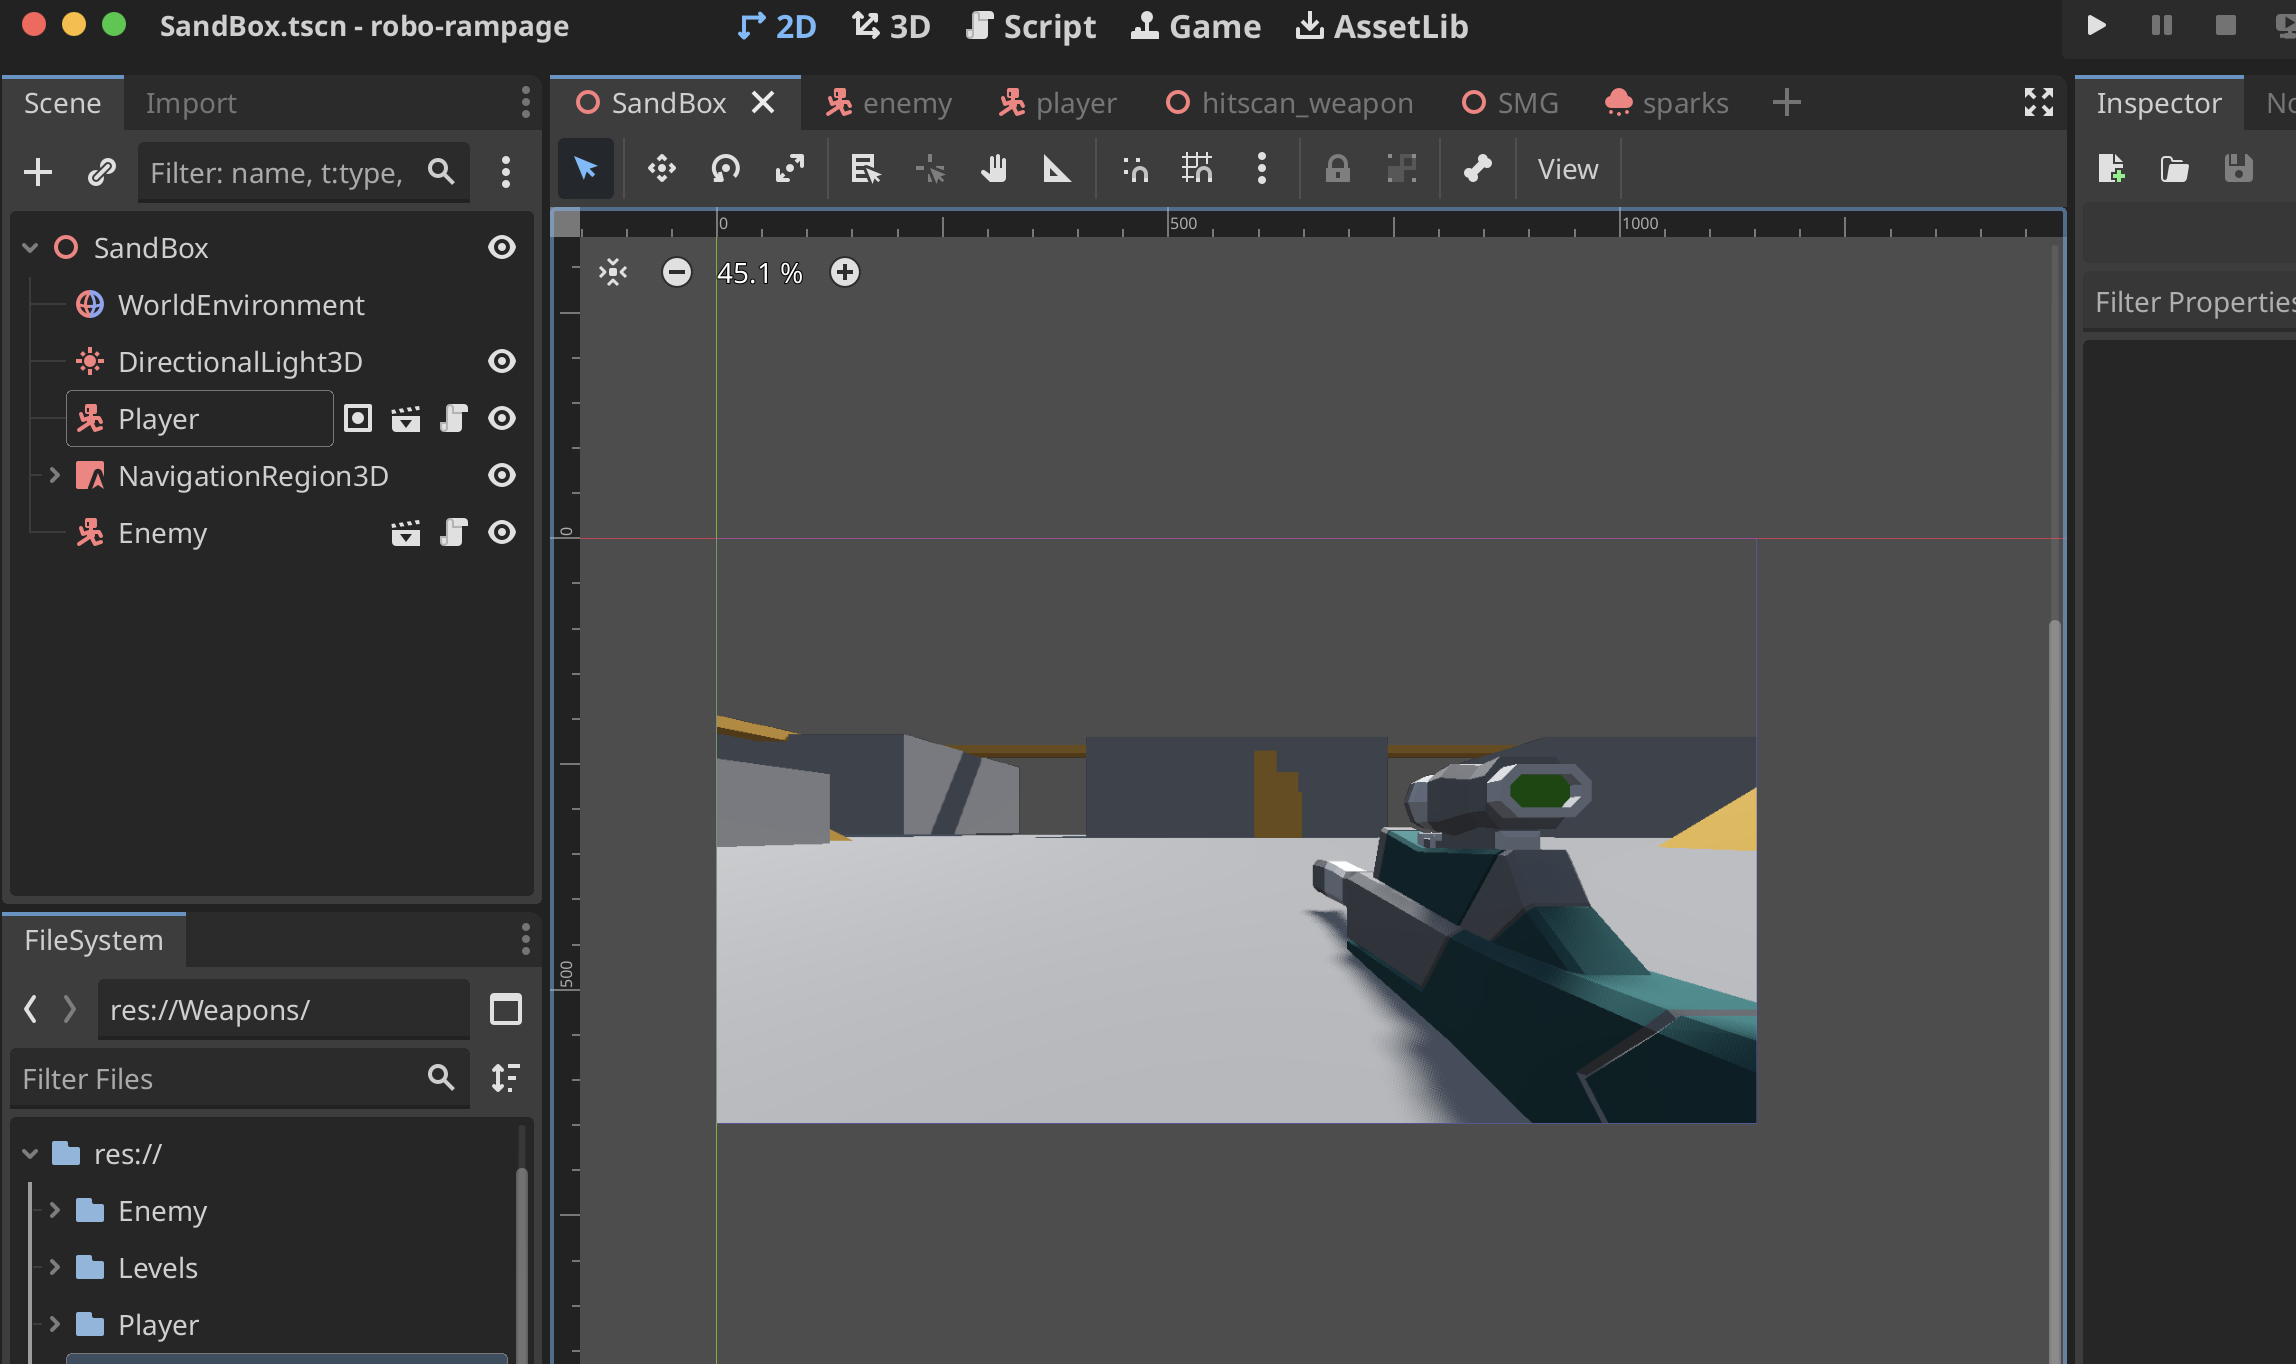 SandBox.tscn - robo-rampage
2D 3D Script Game AssetLib
Scene Import
Filter: name, t:type,
SandBox
WorldEnvironment
DirectionalLight3D
Player
NavigationRegion3D
Enemy
FileSystem
res://Weapons/
Filter Files
res://
Enemy
Levels
Player
SandBox enemy player hitscan_weapon SMG sparks
View
0 500 1000
45.1 %
0
500
Inspector
Filter Properties